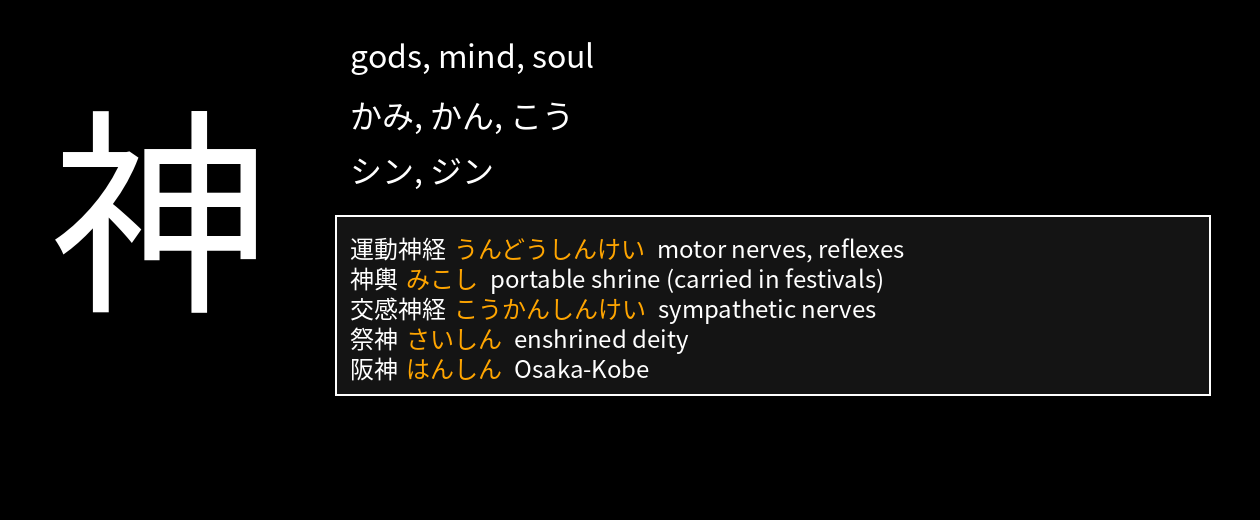 神
gods, mind, soul
かみ, かん, こう
シン, ジン
運動神経 うんどうしんけい motor nerves, reflexes
神輿 みこし portable shrine (carried in festivals)
交感神経 こうかんしんけい sympathetic nerves
祭神 さいしん enshrined deity
阪神 はんしん Osaka-Kobe